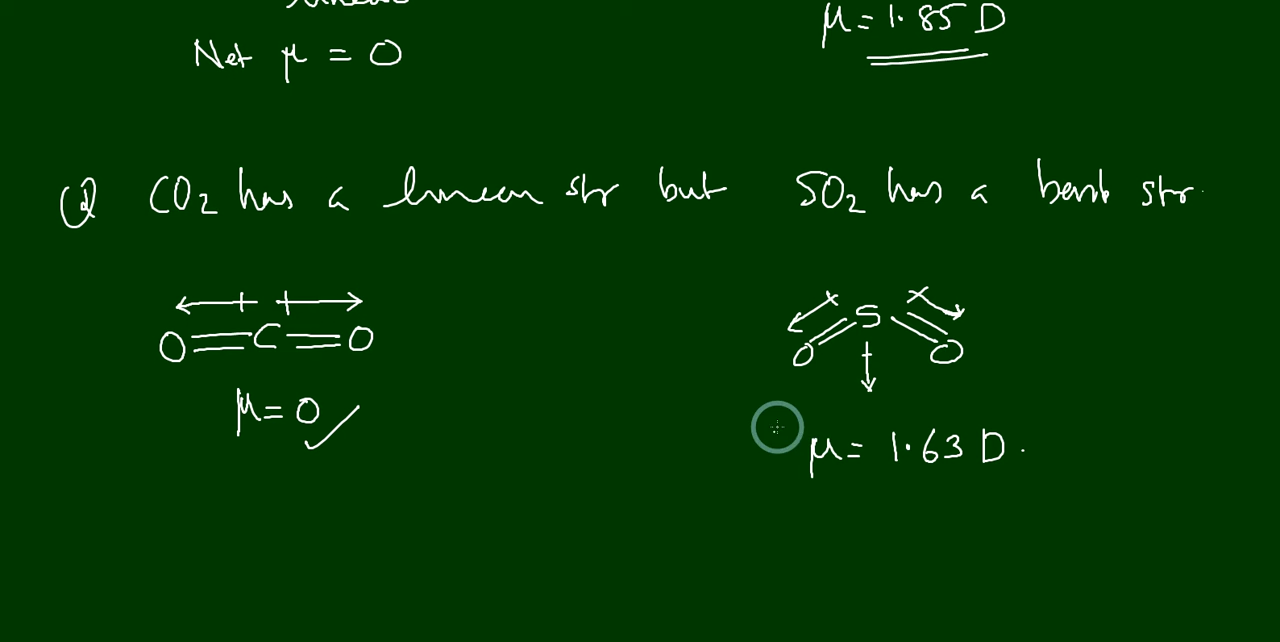 μ = 1.85 D
Net μ = 0
Q CO₂ has a linear str but SO₂ has a bent str.
O=C=O
S
O O
μ = 0
μ = 1.63 D.